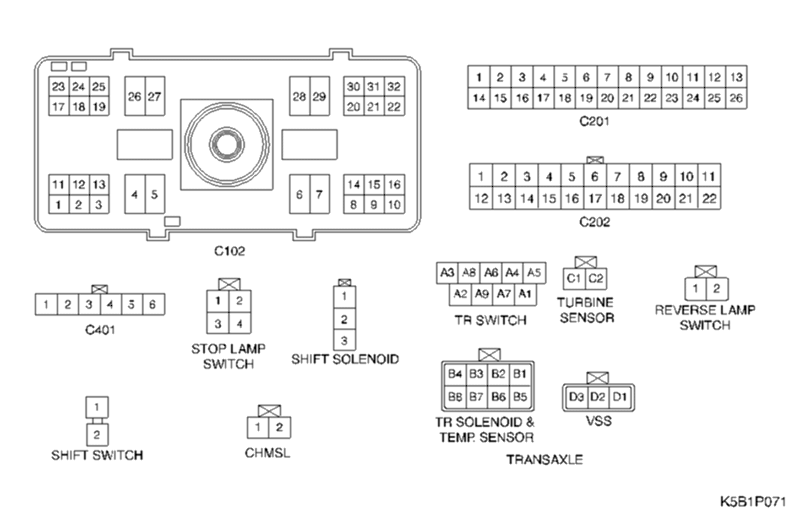 23 24 25
17 18 19
26 27
28 29
30 31 32
20 21 22
11 12 13
1 2 3
4 5
6 7
14 15 16
8 9 10
C102
1 2 3 4 5 6 7 8 9 10 11 12 13
14 15 16 17 18 19 20 21 22 23 24 25 26
C201
1 2 3 4 5 6 7 8 9 10 11
12 13 14 15 16 17 18 19 20 21 22
C202
1 2 3 4 5 6
C401
1 2
3 4
STOP LAMP
SWITCH
1
2
3
SHIFT SOLENOID
A3 A8 A6 A4 A5
A2 A9 A7 A1
TR SWITCH
C1 C2
TURBINE
SENSOR
1 2
REVERSE LAMP
SWITCH
1
2
SHIFT SWITCH
1 2
CHMSL
B4 B3 B2 B1
B8 B7 B6 B5
TR SOLENOID &
TEMP. SENSOR
D3 D2 D1
VSS
TRANSAXLE
K5B1P071